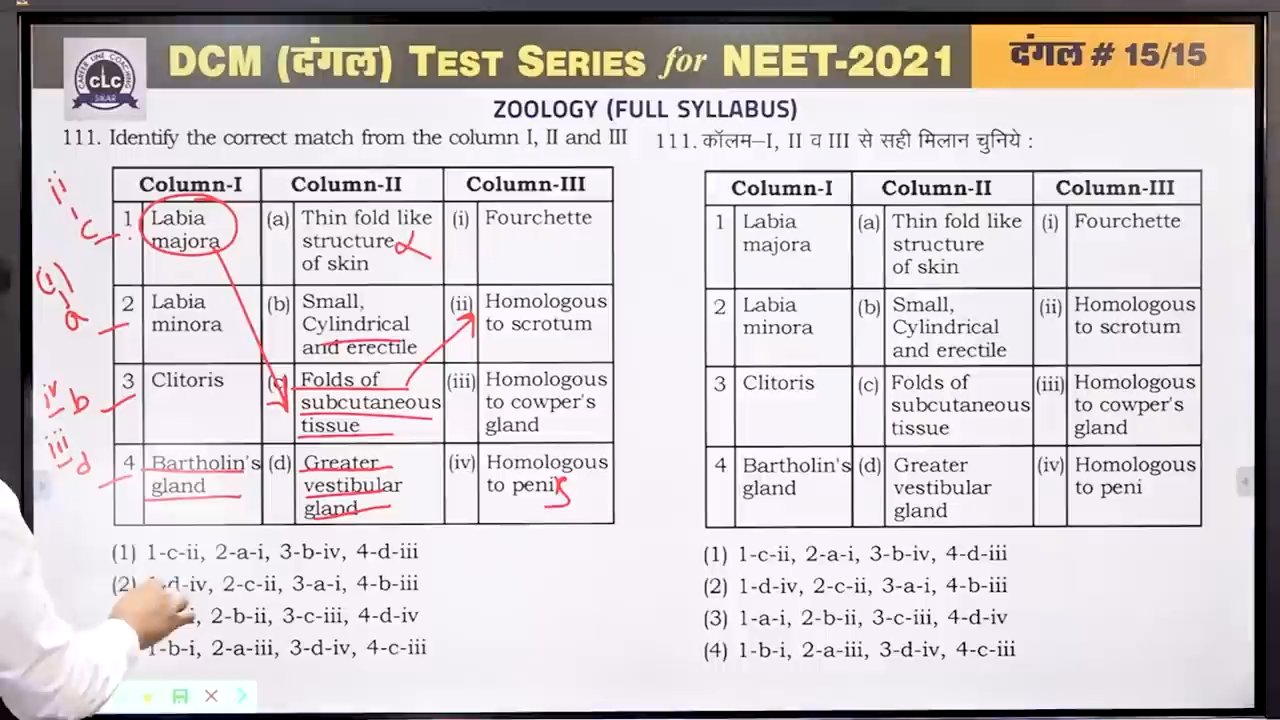 DCM (दंगल) TEST SERIES for NEET-2021
दंगल # 15/15
CAREER LINE COACHING
CLC
SIKAR
ZOOLOGY (FULL SYLLABUS)
111. Identify the correct match from the column I, II and III
Column-I Column-II Column-III
1 Labia majora (a) Thin fold like structure of skin (i) Fourchette
2 Labia minora (b) Small, Cylindrical and erectile (ii) Homologous to scrotum
3 Clitoris (c) Folds of subcutaneous tissue (iii) Homologous to cowper's gland
4 Bartholin's gland (d) Greater vestibular gland (iv) Homologous to penis
ii - c
(i) - a
iv - b
iii - d
α
(1) 1-c-ii, 2-a-i, 3-b-iv, 4-d-iii
(2) -d-iv, 2-c-ii, 3-a-i, 4-b-iii
i, 2-b-ii, 3-c-iii, 4-d-iv
1-b-i, 2-a-iii, 3-d-iv, 4-c-iii
111. कॉलम–I, II व III से सही मिलान चुनिये :
Column-I Column-II Column-III
1 Labia majora (a) Thin fold like structure of skin (i) Fourchette
2 Labia minora (b) Small, Cylindrical and erectile (ii) Homologous to scrotum
3 Clitoris (c) Folds of subcutaneous tissue (iii) Homologous to cowper's gland
4 Bartholin's gland (d) Greater vestibular gland (iv) Homologous to peni
(1) 1-c-ii, 2-a-i, 3-b-iv, 4-d-iii
(2) 1-d-iv, 2-c-ii, 3-a-i, 4-b-iii
(3) 1-a-i, 2-b-ii, 3-c-iii, 4-d-iv
(4) 1-b-i, 2-a-iii, 3-d-iv, 4-c-iii